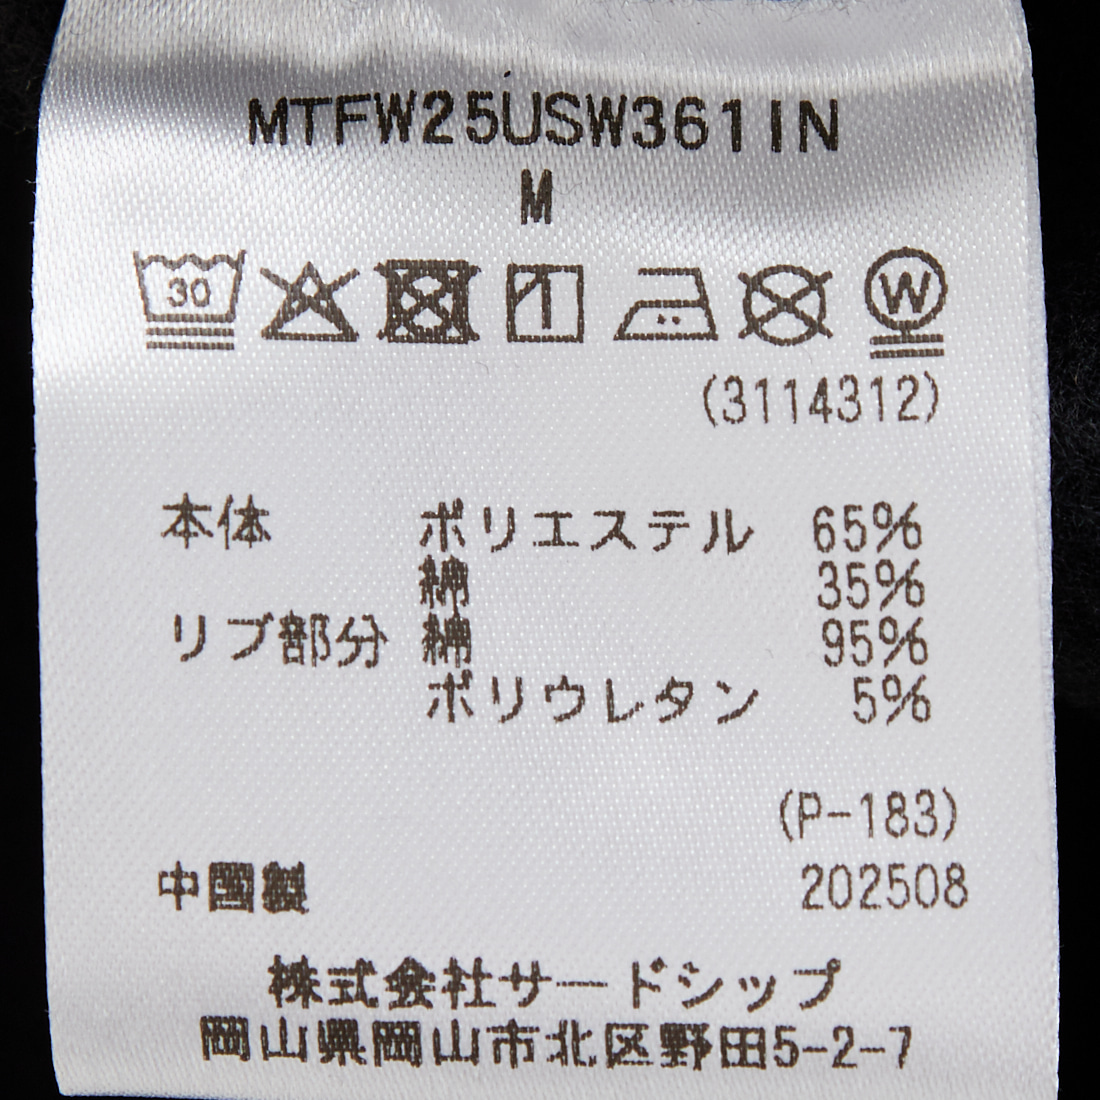 MTFW25USW361IN
M
30 W
(3114312)
本体 ポリエステル 65%
綿 35%
リブ部分 綿 95%
ポリウレタン 5%
(P-183)
中国製 202508
株式会社サードシップ
岡山県岡山市北区野田5-2-7